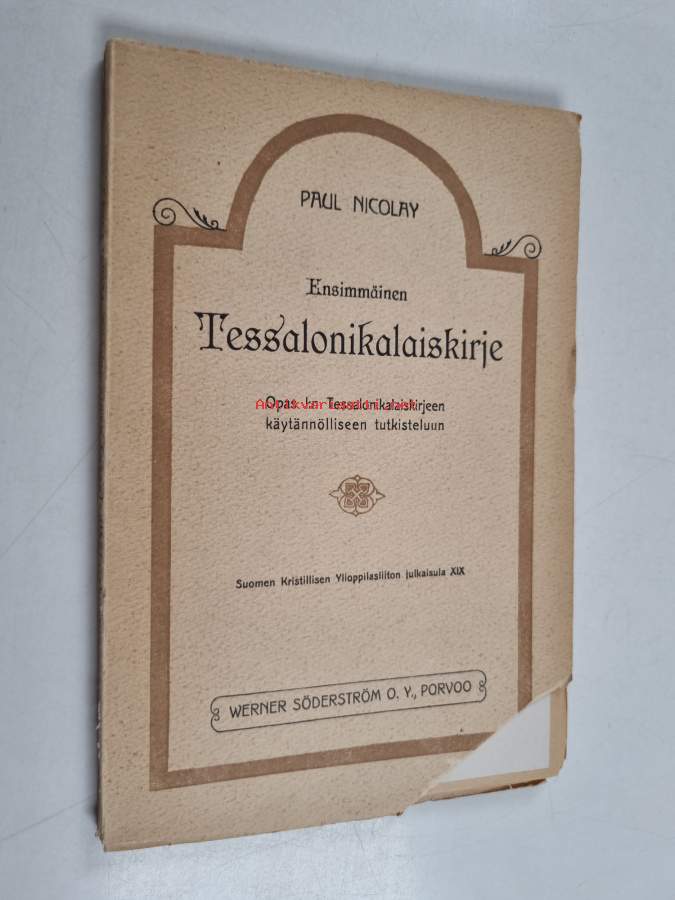 PAUL NICOLAY
Ensimmäinen
Tessalonikalaiskirje
Opas I:n Tessalonikalaiskirjeen
käytännölliseen tutkisteluun
Suomen Kristillisen Ylioppilasliiton julkaisuja XIX
WERNER SÖDERSTRÖM O. Y., PORVOO